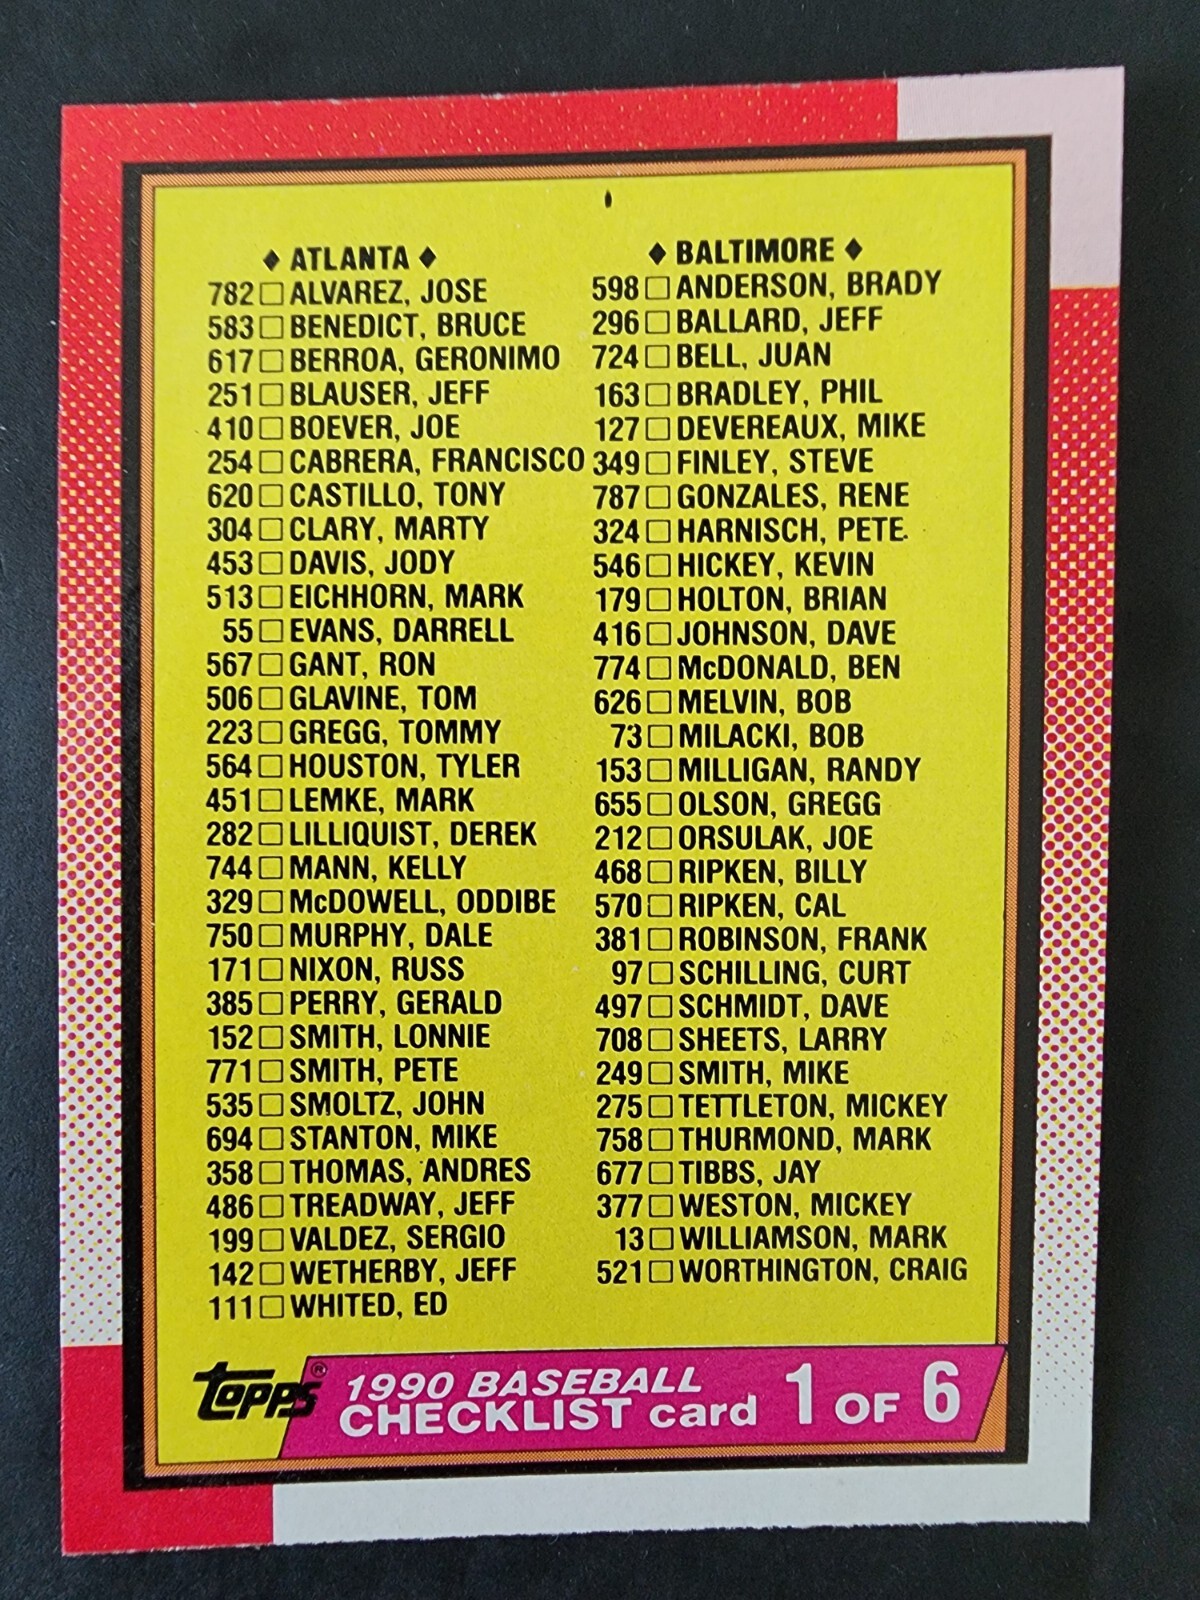 ♦ ATLANTA ♦
782 □ ALVAREZ, JOSE
583 □ BENEDICT, BRUCE
617 □ BERROA, GERONIMO
251 □ BLAUSER, JEFF
410 □ BOEVER, JOE
254 □ CABRERA, FRANCISCO
620 □ CASTILLO, TONY
304 □ CLARY, MARTY
453 □ DAVIS, JODY
513 □ EICHHORN, MARK
55 □ EVANS, DARRELL
567 □ GANT, RON
506 □ GLAVINE, TOM
223 □ GREGG, TOMMY
564 □ HOUSTON, TYLER
451 □ LEMKE, MARK
282 □ LILLIQUIST, DEREK
744 □ MANN, KELLY
329 □ McDOWELL, ODDIBE
750 □ MURPHY, DALE
171 □ NIXON, RUSS
385 □ PERRY, GERALD
152 □ SMITH, LONNIE
771 □ SMITH, PETE
535 □ SMOLTZ, JOHN
694 □ STANTON, MIKE
358 □ THOMAS, ANDRES
486 □ TREADWAY, JEFF
199 □ VALDEZ, SERGIO
142 □ WETHERBY, JEFF
111 □ WHITED, ED
♦ BALTIMORE ♦
598 □ ANDERSON, BRADY
296 □ BALLARD, JEFF
724 □ BELL, JUAN
163 □ BRADLEY, PHIL
127 □ DEVEREAUX, MIKE
349 □ FINLEY, STEVE
787 □ GONZALES, RENE
324 □ HARNISCH, PETE
546 □ HICKEY, KEVIN
179 □ HOLTON, BRIAN
416 □ JOHNSON, DAVE
774 □ McDONALD, BEN
626 □ MELVIN, BOB
73 □ MILACKI, BOB
153 □ MILLIGAN, RANDY
655 □ OLSON, GREGG
212 □ ORSULAK, JOE
468 □ RIPKEN, BILLY
570 □ RIPKEN, CAL
381 □ ROBINSON, FRANK
97 □ SCHILLING, CURT
497 □ SCHMIDT, DAVE
708 □ SHEETS, LARRY
249 □ SMITH, MIKE
275 □ TETTLETON, MICKEY
758 □ THURMOND, MARK
677 □ TIBBS, JAY
377 □ WESTON, MICKEY
13 □ WILLIAMSON, MARK
521 □ WORTHINGTON, CRAIG
TOPPS®
1990 BASEBALL
CHECKLIST card 1 OF 6